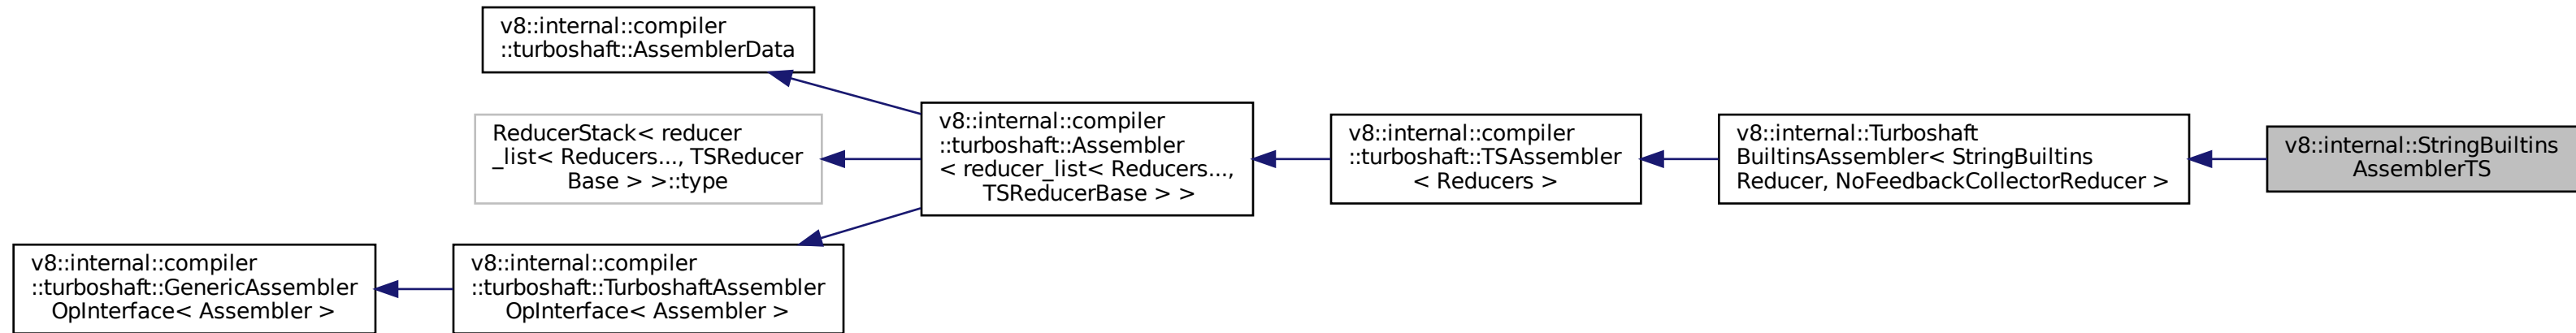 v8::internal::compiler
::turboshaft::AssemblerData
ReducerStack< reducer
_list< Reducers..., TSReducer
Base > >::type
v8::internal::compiler
::turboshaft::GenericAssembler
OpInterface< Assembler >
v8::internal::compiler
::turboshaft::TurboshaftAssembler
OpInterface< Assembler >
v8::internal::compiler
::turboshaft::Assembler
< reducer_list< Reducers...,
TSReducerBase > >
v8::internal::compiler
::turboshaft::TSAssembler
< Reducers >
v8::internal::Turboshaft
BuiltinsAssembler< StringBuiltins
Reducer, NoFeedbackCollectorReducer >
v8::internal::StringBuiltins
AssemblerTS